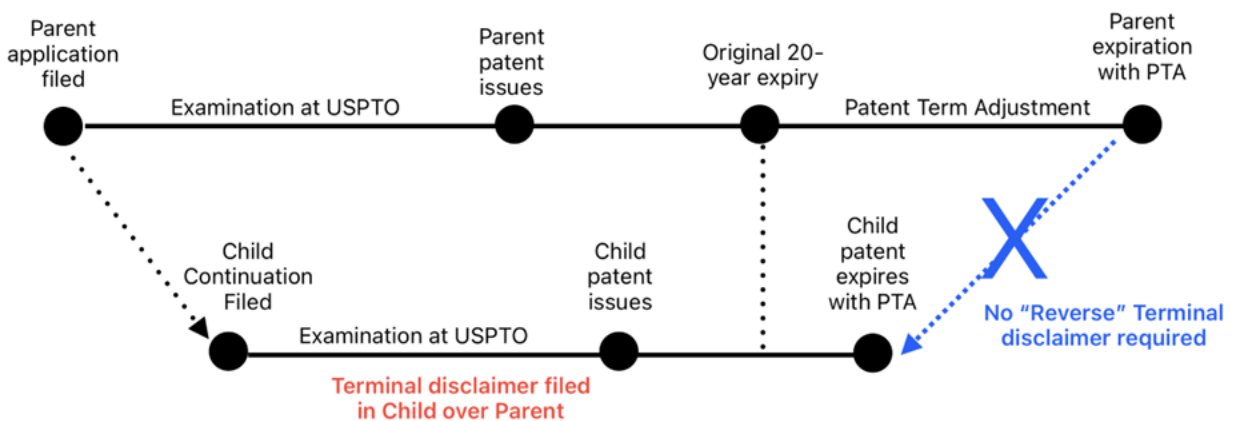 Parent
application
filed
Examination at USPTO
Parent
patent
issues
Original 20-
year expiry
Patent Term Adjustment
Parent
expiration
with PTA
Child
Continuation
Filed
Examination at USPTO
Terminal disclaimer filed
in Child over Parent
Child
patent
issues
Child
patent
expires
with PTA
X
No “Reverse” Terminal
disclaimer required